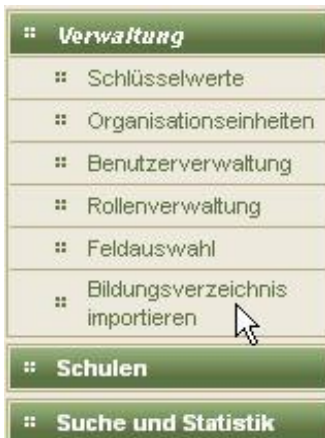 Verwaltung
Schlüsselwerte
Organisationseinheiten
Benutzerverwaltung
Rollenverwaltung
Feldauswahl
Bildungsverzeichnis
importieren
Schulen
Suche und Statistik